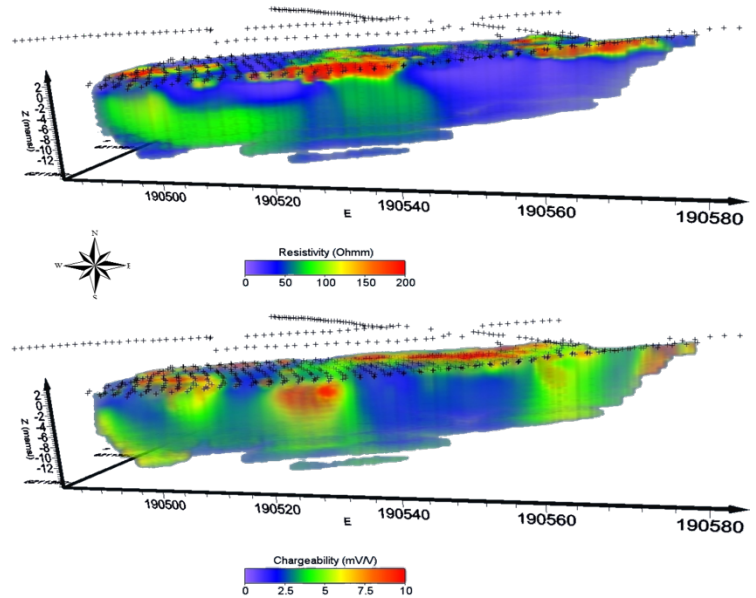 2
0
-2
-4
-6
-8
-10
-12
Z (mamsl)
190500
190520
190540
190560
190580
E
N
W
S
Resistivity (Ohmm)
0 50 100 150 200
2
0
-2
-4
-6
-8
-10
-12
Z (mamsl)
190500
190520
190540
190560
190580
E
Chargeability (mV/V)
0 2.5 5 7.5 10